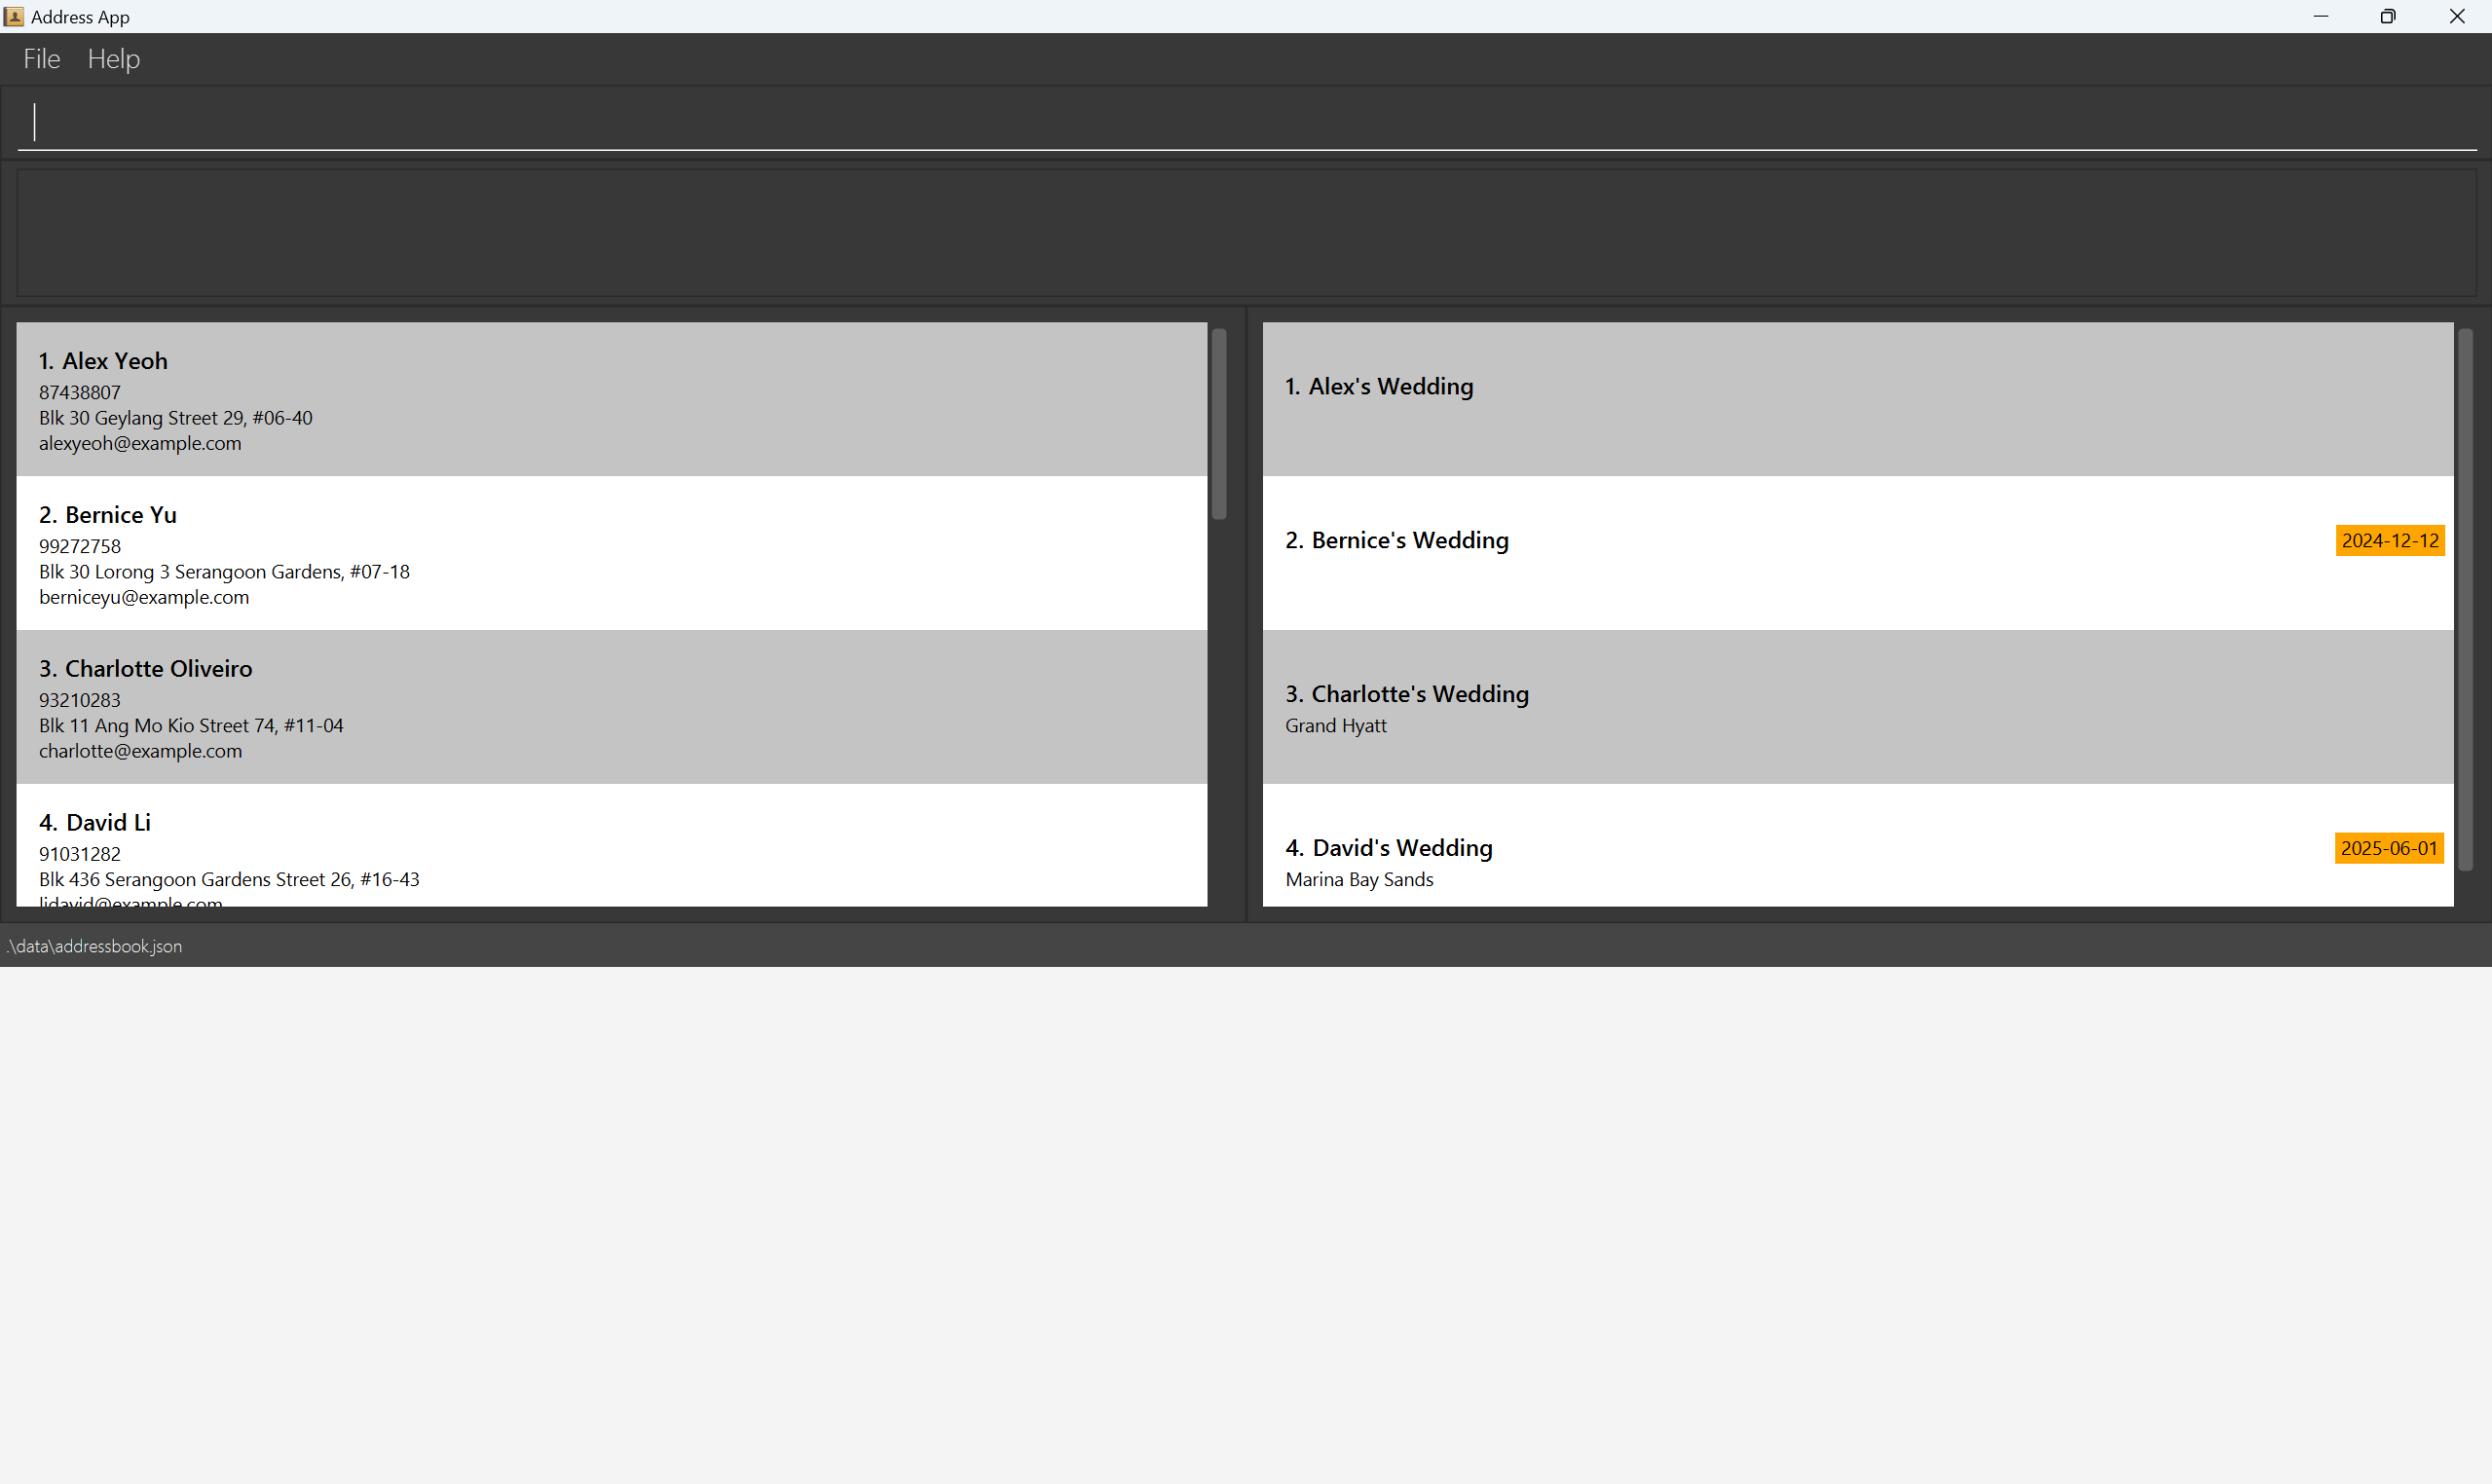 Address App
File Help
1. Alex Yeoh
87438807
Blk 30 Geylang Street 29, #06-40
alexyeoh@example.com
2. Bernice Yu
99272758
Blk 30 Lorong 3 Serangoon Gardens, #07-18
berniceyu@example.com
3. Charlotte Oliveiro
93210283
Blk 11 Ang Mo Kio Street 74, #11-04
charlotte@example.com
4. David Li
91031282
Blk 436 Serangoon Gardens Street 26, #16-43
lidavid@example.com
1. Alex's Wedding
2. Bernice's Wedding
2024-12-12
3. Charlotte's Wedding
Grand Hyatt
4. David's Wedding
2025-06-01
Marina Bay Sands
.\data\addressbook.json